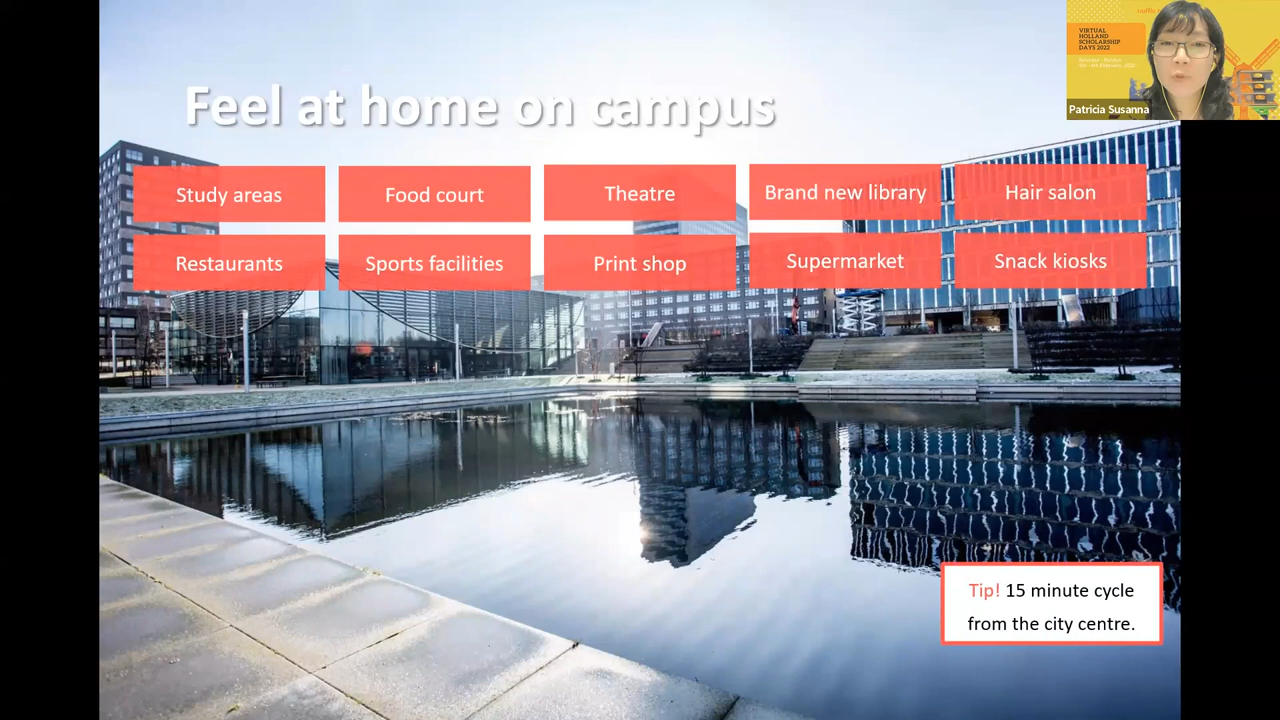 Feel at home on campus
Study areas
Food court
Theatre
Brand new library
Hair salon
Restaurants
Sports facilities
Print shop
Supermarket
Snack kiosks
Tip! 15 minute cycle
from the city centre.
VIRTUAL
HOLLAND
SCHOLARSHIP
DAYS 2022
Patricia Susanna